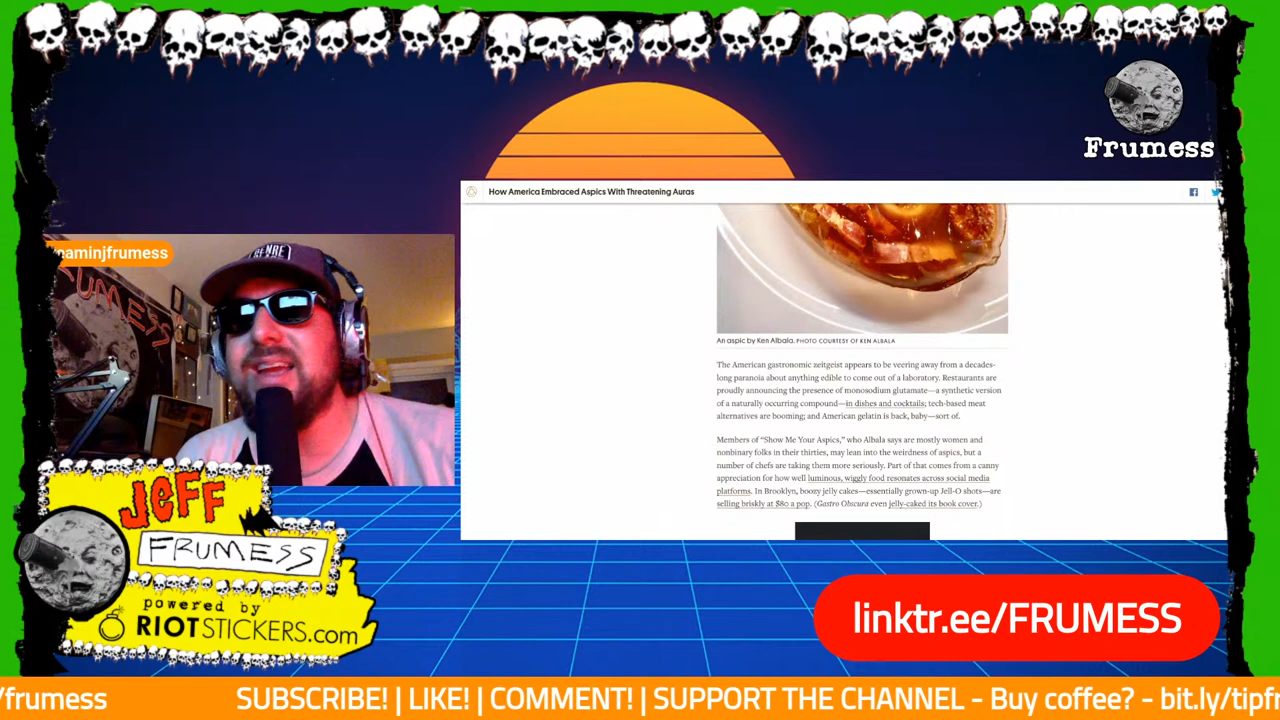 Frumess
How America Embraced Aspics With Threatening Auras
naminjfrumess
GENRE
FRUMESS
An aspic by Ken Albala. PHOTO COURTESY OF KEN ALBALA
The American gastronomic zeitgeist appears to be veering away from a decades-
long paranoia about anything edible to come out of a laboratory. Restaurants are
proudly announcing the presence of monosodium glutamate—a synthetic version
of a naturally occurring compound—in dishes and cocktails; tech-based meat
alternatives are booming; and American gelatin is back, baby—sort of.
Members of “Show Me Your Aspics,” who Albala says are mostly women and
nonbinary folks in their thirties, may lean into the weirdness of aspics, but a
number of chefs are taking them more seriously. Part of that comes from a canny
appreciation for how well luminous, wiggly food resonates across social media
platforms. In Brooklyn, boozy jelly cakes—essentially grown-up Jell-O shots—are
selling briskly at $80 a pop. (Gastro Obscura even jelly-caked its book cover.)
JEFF
FRUMESS
powered by
RIOTSTICKERS.com
linktr.ee/FRUMESS
/frumess SUBSCRIBE! | LIKE! | COMMENT! | SUPPORT THE CHANNEL - Buy coffee? - bit.ly/tipfr